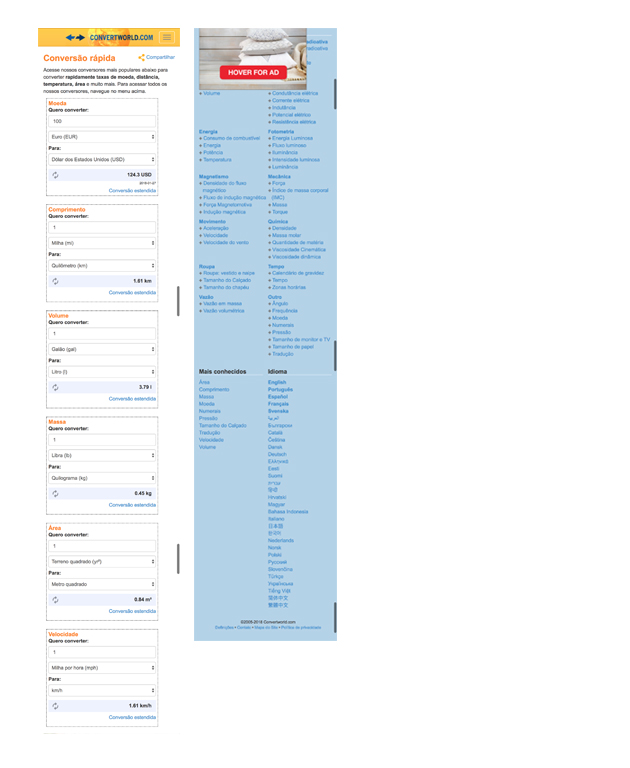 CONVERTWORLD.COM
Conversão rápida
Compartilhar
Acesse nossos conversores mais populares abaixo para
converter rapidamente taxas de moeda, distância,
temperatura, área e muito mais. Para acessar todos os
nossos conversores, navegue no menu acima.
Moeda
Quero converter:
100
Euro (EUR)
Para:
Dólar dos Estados Unidos (USD)
124.3 USD
Conversão estendida
Comprimento
Quero converter:
1
Milha (mi)
Para:
Quilômetro (km)
1.61 km
Conversão estendida
Volume
Quero converter:
1
Galão (gal)
Para:
Litro (l)
3.79 l
Conversão estendida
Massa
Quero converter:
1
Libra (lb)
Para:
Quilograma (kg)
0.45 kg
Conversão estendida
Área
Quero converter:
1
Terreno quadrado (yr²)
Para:
Metro quadrado
0.84 m²
Conversão estendida
Velocidade
Quero converter:
1
Milha por hora (mph)
Para:
km/h
1.61 km/h
Conversão estendida
HOVER FOR AD
Volume
Condutância elétrica
Corrente elétrica
Indutância
Potencial elétrico
Resistência elétrica
Energia
Consumo de combustível
Energia
Potência
Temperatura
Fotometria
Energia Luminosa
Fluxo luminoso
Iluminância
Intensidade luminosa
Luminância
Magnetismo
Densidade do fluxo
magnético
Fluxo de indução magnética
Força Magnetomotriz
Indução magnética
Mecânica
Força
Índice de massa corporal
(IMC)
Massa
Torque
Movimento
Aceleração
Velocidade
Velocidade do vento
Química
Densidade
Massa molar
Quantidade de matéria
Viscosidade Cinemática
Viscosidade dinâmica
Roupa
Roupa: vestido e naipe
Tamanho do Calçado
Tamanho do chapéu
Tempo
Calendário de gravidez
Tempo
Zonas horárias
Vazão
Vazão em massa
Vazão volumétrica
Outro
Ângulo
Frequências
Moeda
Numerais
Pressão
Tamanho de monitor e TV
Tamanho de papel
Tradução
Mais conhecidos
Área
Comprimento
Massa
Moeda
Numerais
Pressão
Tamanho do Calçado
Tradução
Velocidade
Volume
Idioma
English
Português
Español
Français
Svenska
العربية
Български
Català
Čeština
Dansk
Deutsch
Ελληνικά
Eesti
Suomi
עברית
हिन्दी
Hrvatski
Magyar
Bahasa Indonesia
Italiano
日本語
한국어
Nederlands
Norsk
Polski
Русский
Slovenčina
Türkçe
Українська
Tiếng Việt
简体中文
繁體中文
©2005-2018 Convertworld.com
Definições • Contato • Mapa do Site • Política de privacidade